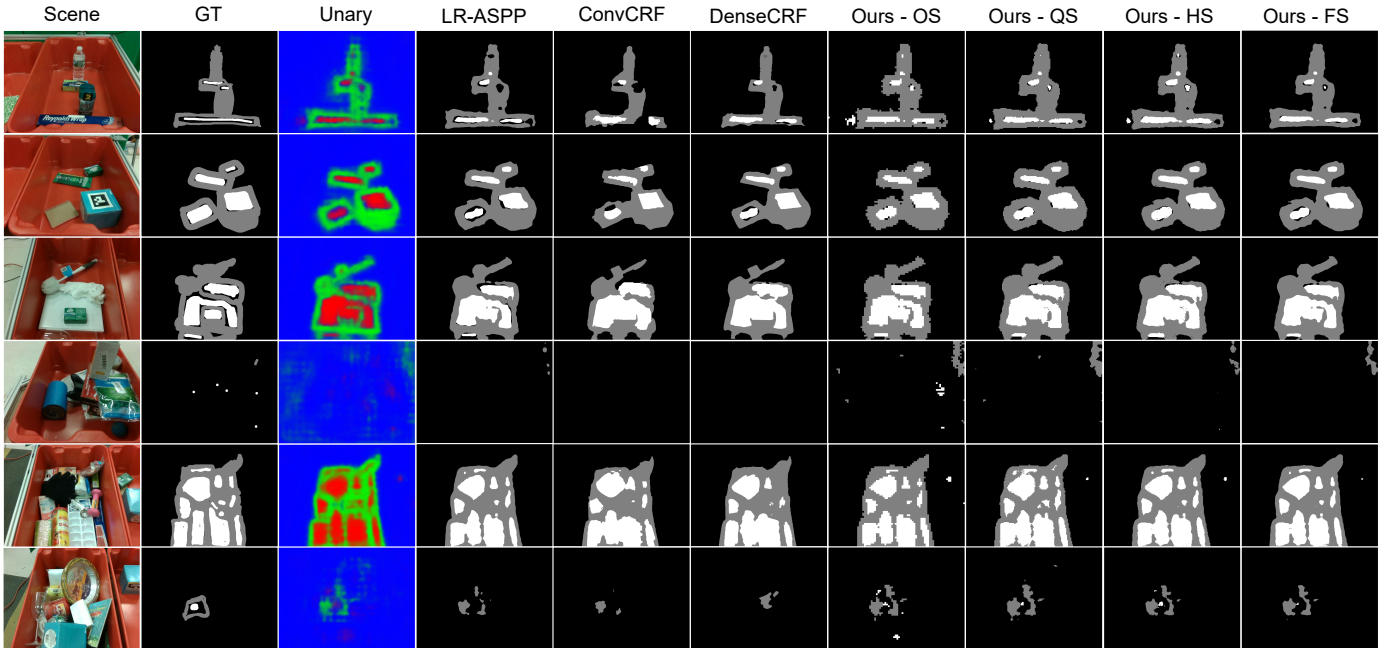 Scene GT Unary LR-ASPP ConvCRF DenseCRF Ours - OS Ours - QS Ours - HS Ours - FS
Reynolds Wrap